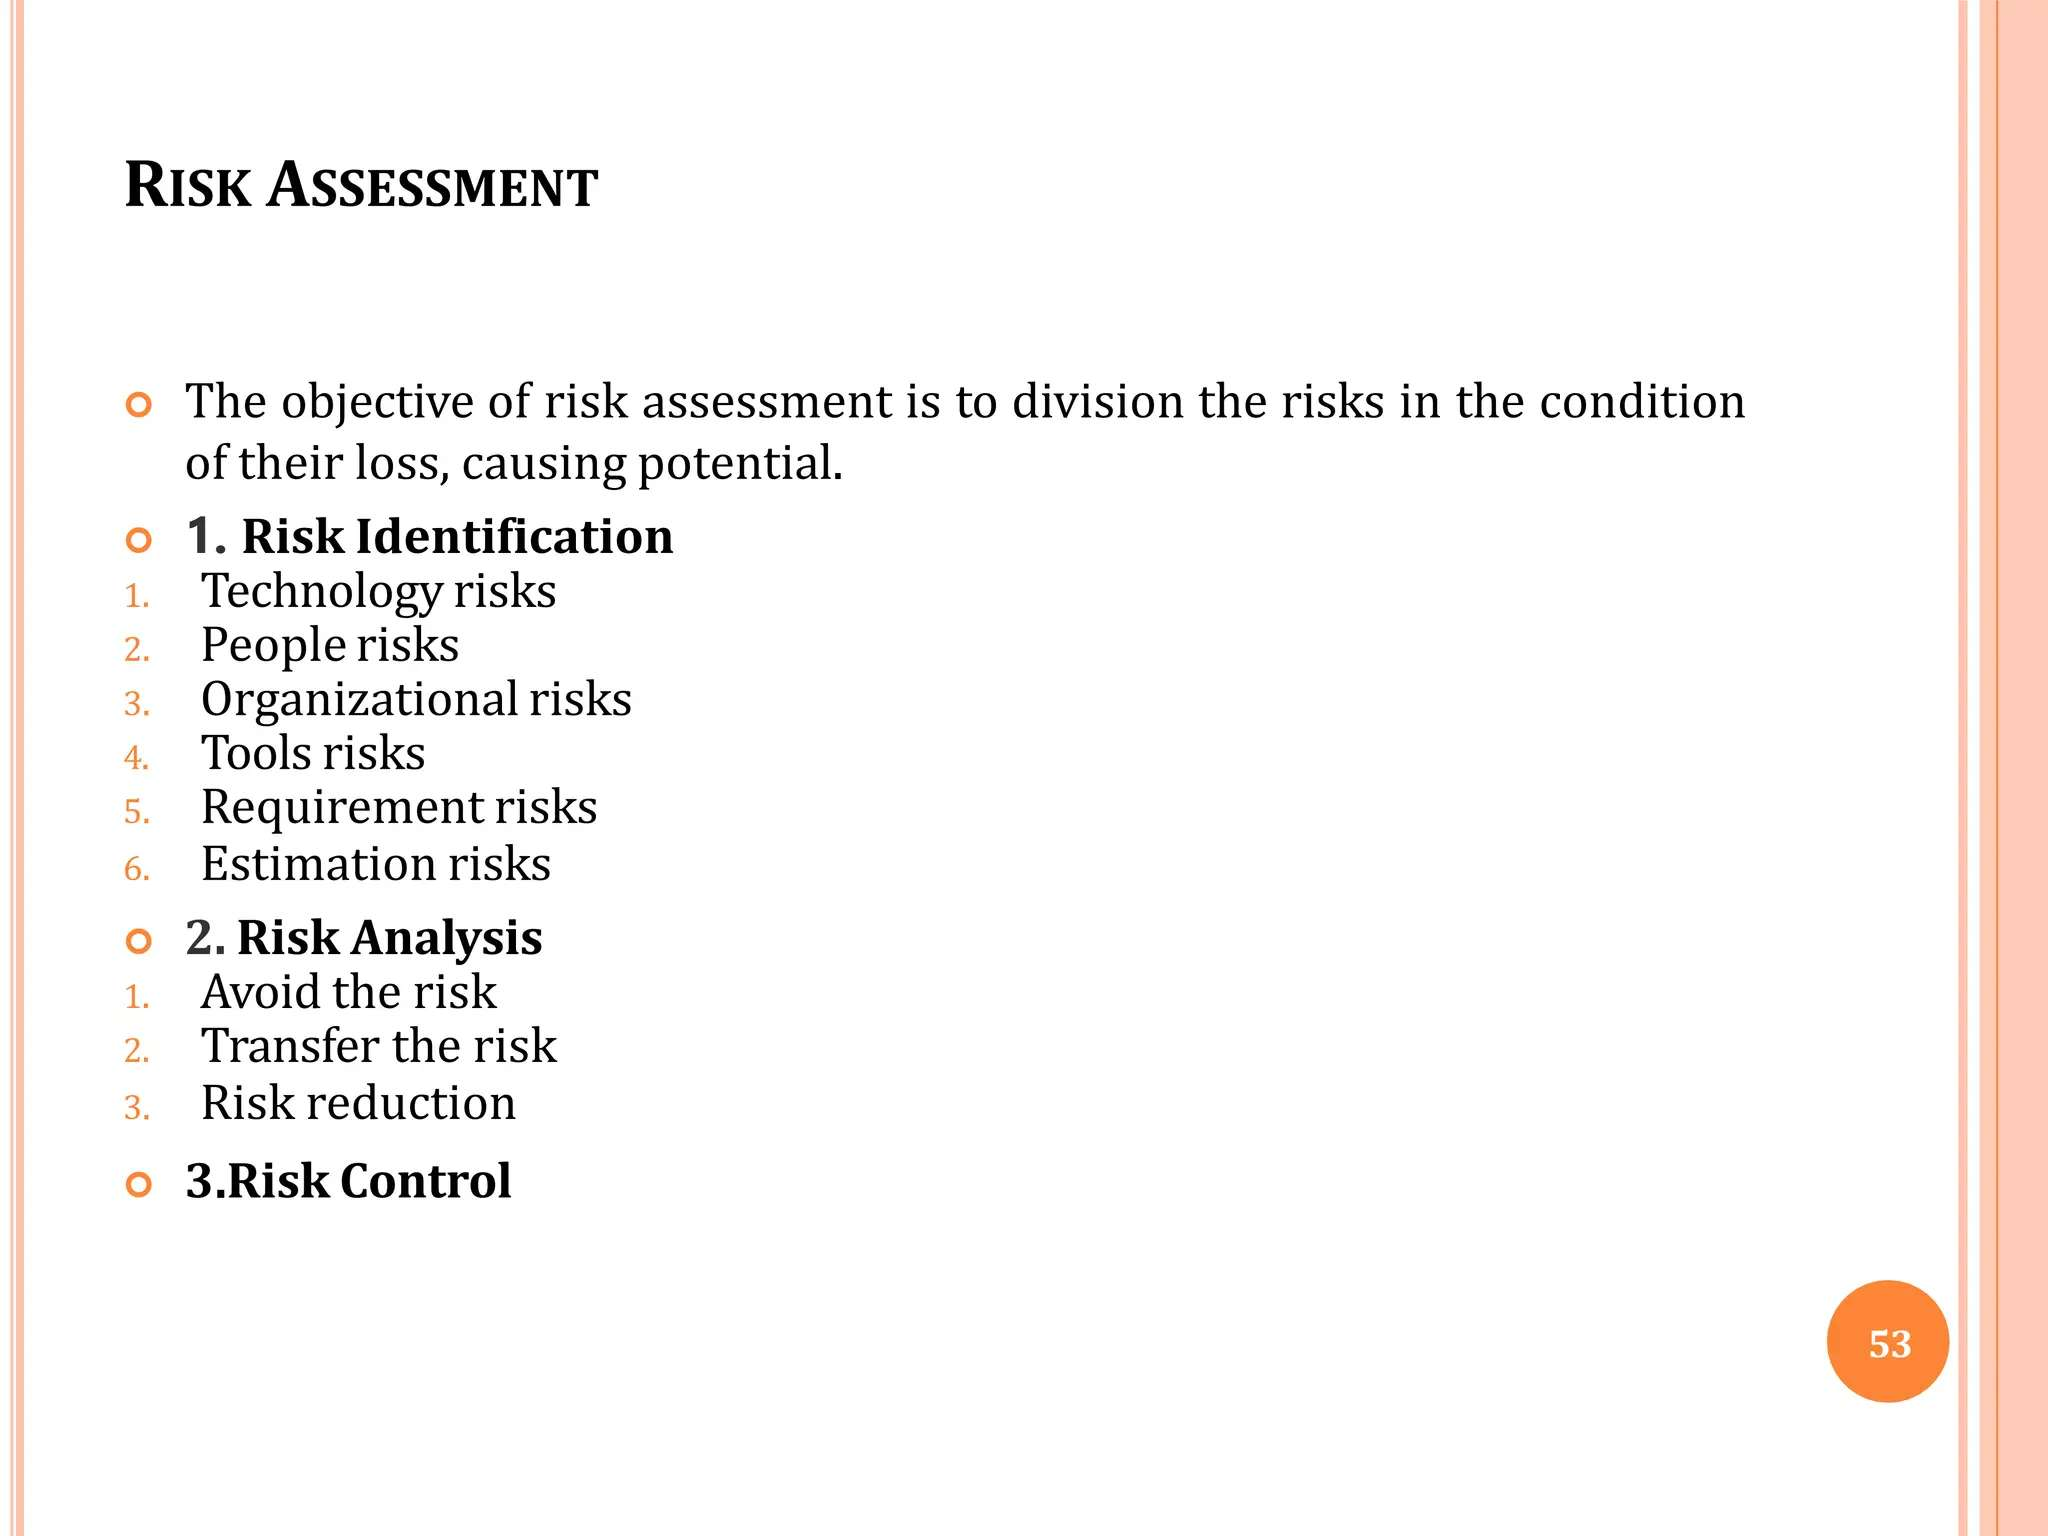 RISK ASSESSMENT
The objective of risk assessment is to division the risks in the condition
of their loss, causing potential.
1. Risk Identification
1. Technology risks
2. People risks
3. Organizational risks
4. Tools risks
5. Requirement risks
6. Estimation risks
2. Risk Analysis
1. Avoid the risk
2. Transfer the risk
3. Risk reduction
3.Risk Control
53